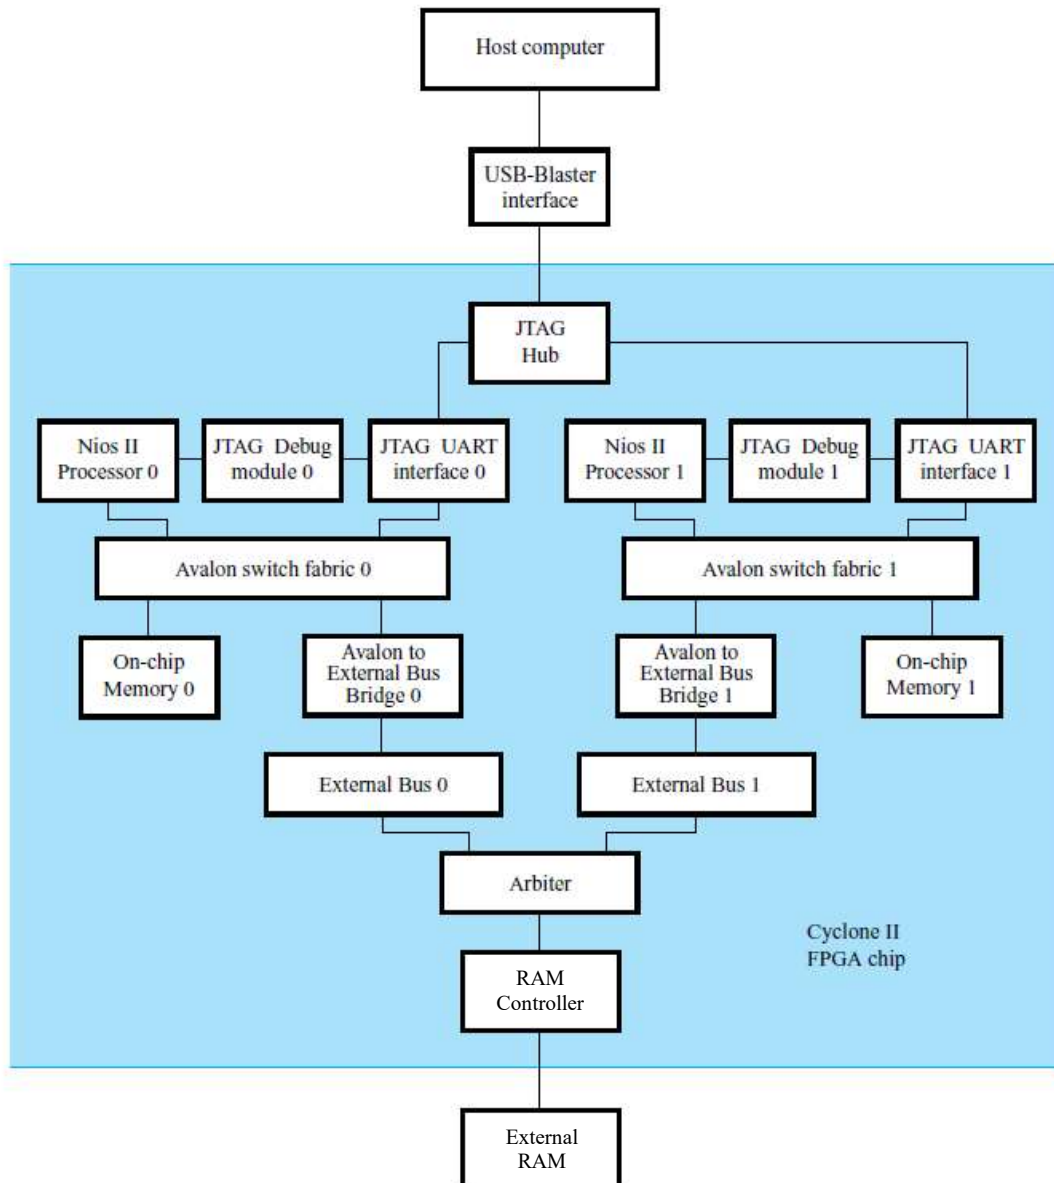 Host computer
USB-Blaster
interface
JTAG
Hub
Nios II
Processor 0
JTAG Debug
module 0
JTAG UART
interface 0
Nios II
Processor 1
JTAG Debug
module 1
JTAG UART
interface 1
Avalon switch fabric 0
Avalon switch fabric 1
On-chip
Memory 0
Avalon to
External Bus
Bridge 0
Avalon to
External Bus
Bridge 1
On-chip
Memory 1
External Bus 0
External Bus 1
Arbiter
Cyclone II
FPGA chip
RAM
Controller
External
RAM